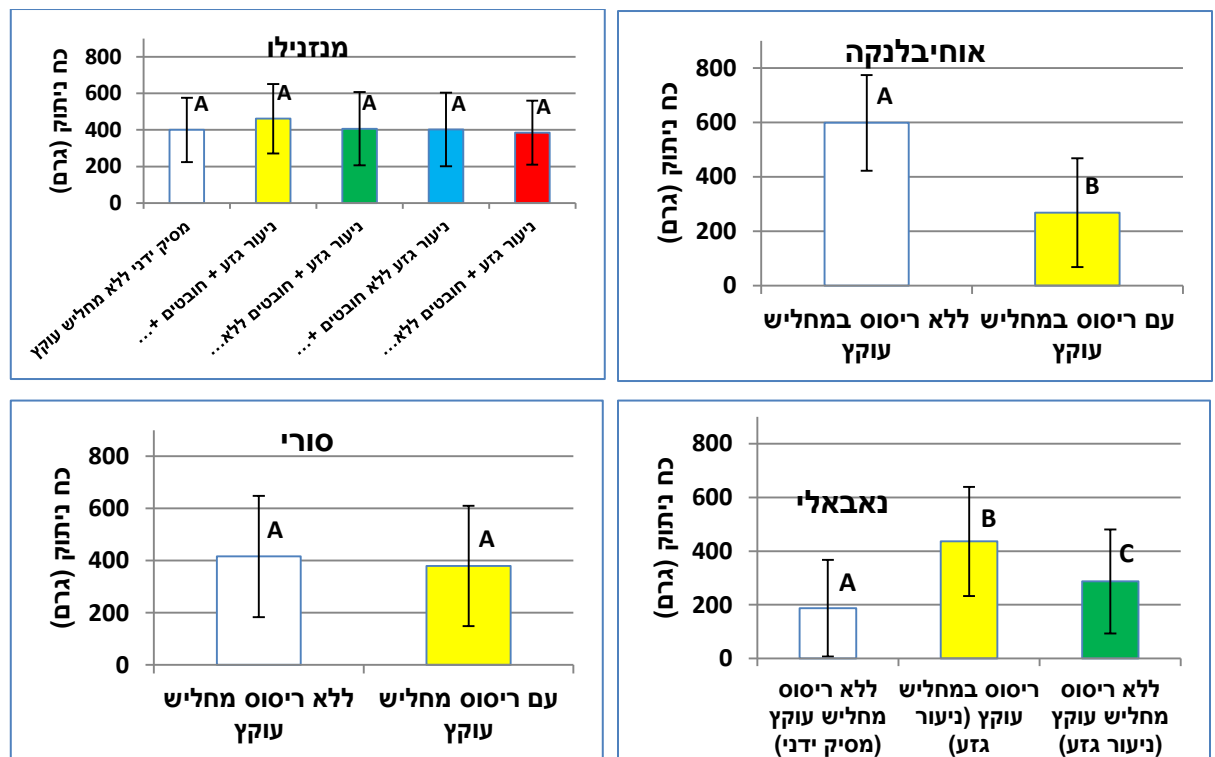 מנזנילו
כח ניתוק (גרם)
800
600
400
200
0
A
A
A
A
A
מסיק ידני ללא מחליש עוקץ
ניעור גזע + חובטים +...
ניעור גזע + חובטים ללא...
ניעור גזע ללא חובטים +...
ניעור גזע + חובטים ללא...
אוחיבלנקה
כח ניתוק (גרם)
800
600
400
200
0
A
B
ללא ריסוס במחליש
עוקץ
עם ריסוס במחליש
עוקץ
סורי
כח ניתוק (גרם)
800
600
400
200
0
A
A
ללא ריסוס מחליש
עוקץ
עם ריסוס מחליש
עוקץ
נאבאלי
כח ניתוק (גרם)
800
600
400
200
0
A
B
C
ללא ריסוס
מחליש עוקץ
(מסיק ידני)
ריסוס במחליש
עוקץ (ניעור
גזע)
ללא ריסוס
מחליש עוקץ
(ניעור גזע)